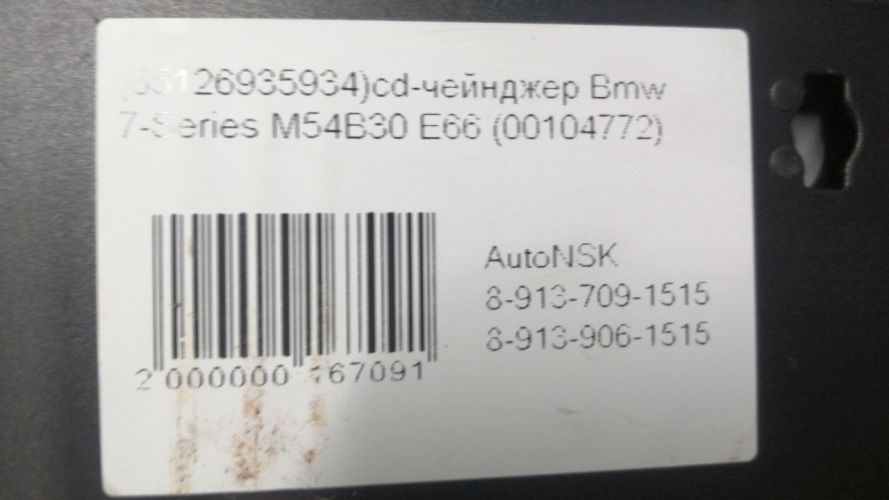 (65126935934)cd-чейнджер Bmw
7-Series M54B30 E66 (00104772)
AutoNSK
8-913-709-1515
8-913-906-1515
2 000000 167091